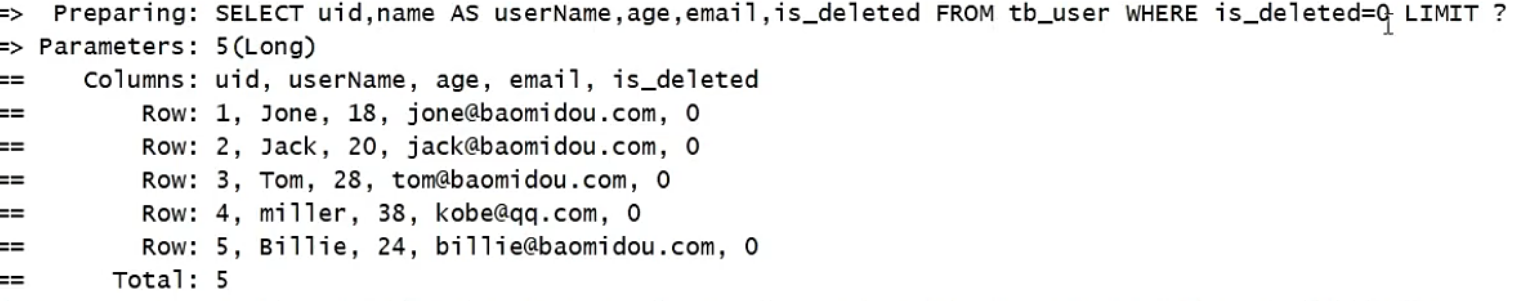 => Preparing: SELECT uid,name AS userName,age,email,is_deleted FROM tb_user WHERE is_deleted=0 LIMIT ?
=> Parameters: 5(Long)
== Columns: uid, userName, age, email, is_deleted
== Row: 1, Jone, 18, jone@baomidou.com, 0
== Row: 2, Jack, 20, jack@baomidou.com, 0
== Row: 3, Tom, 28, tom@baomidou.com, 0
== Row: 4, miller, 38, kobe@qq.com, 0
== Row: 5, Billie, 24, billie@baomidou.com, 0
== Total: 5